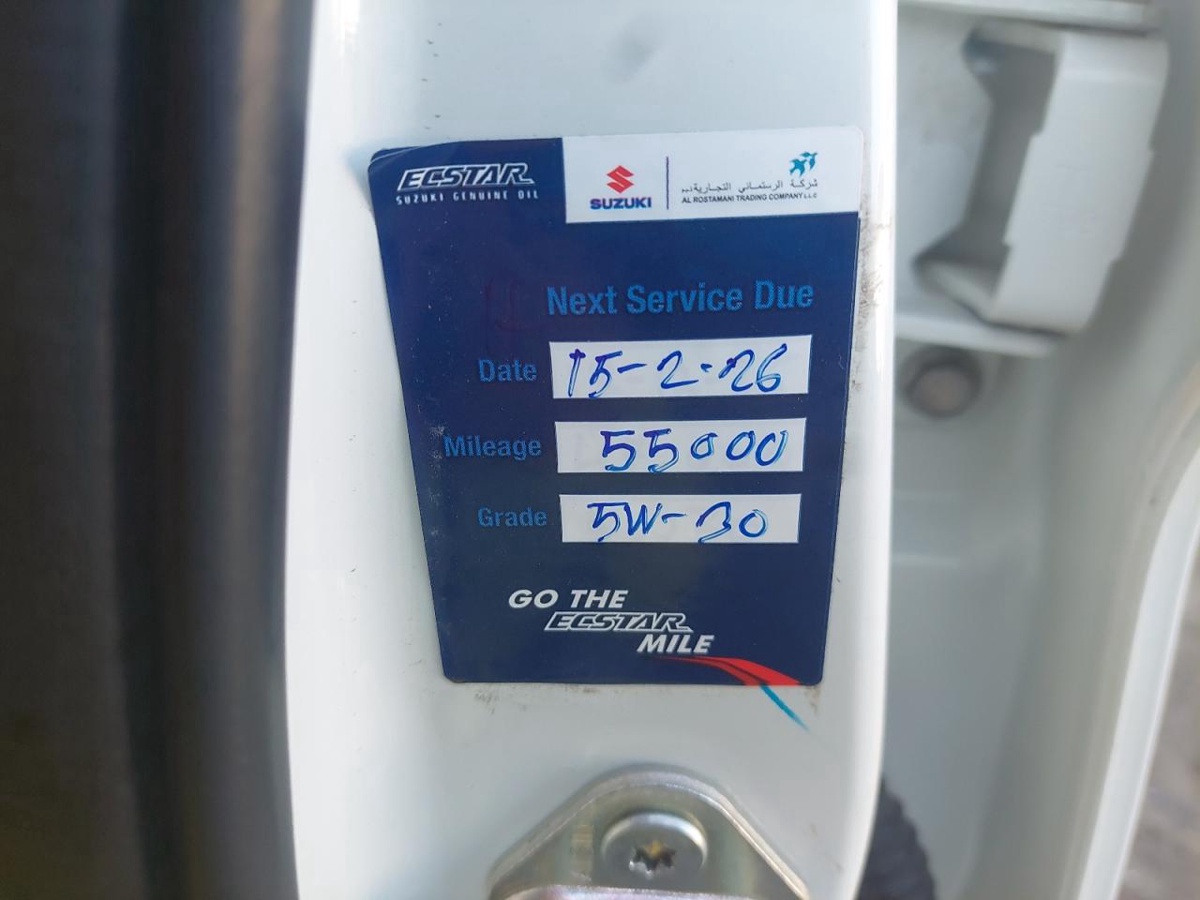 ECSTAR
SUZUKI GENUINE OIL
SUZUKI
شركة الرستماني التجارية ذ.م.م
AL ROSTAMANI TRADING COMPANY L.L.C
Next Service Due
Date 15-2-26
Mileage 55000
Grade 5W-30
GO THE
ECSTAR
MILE